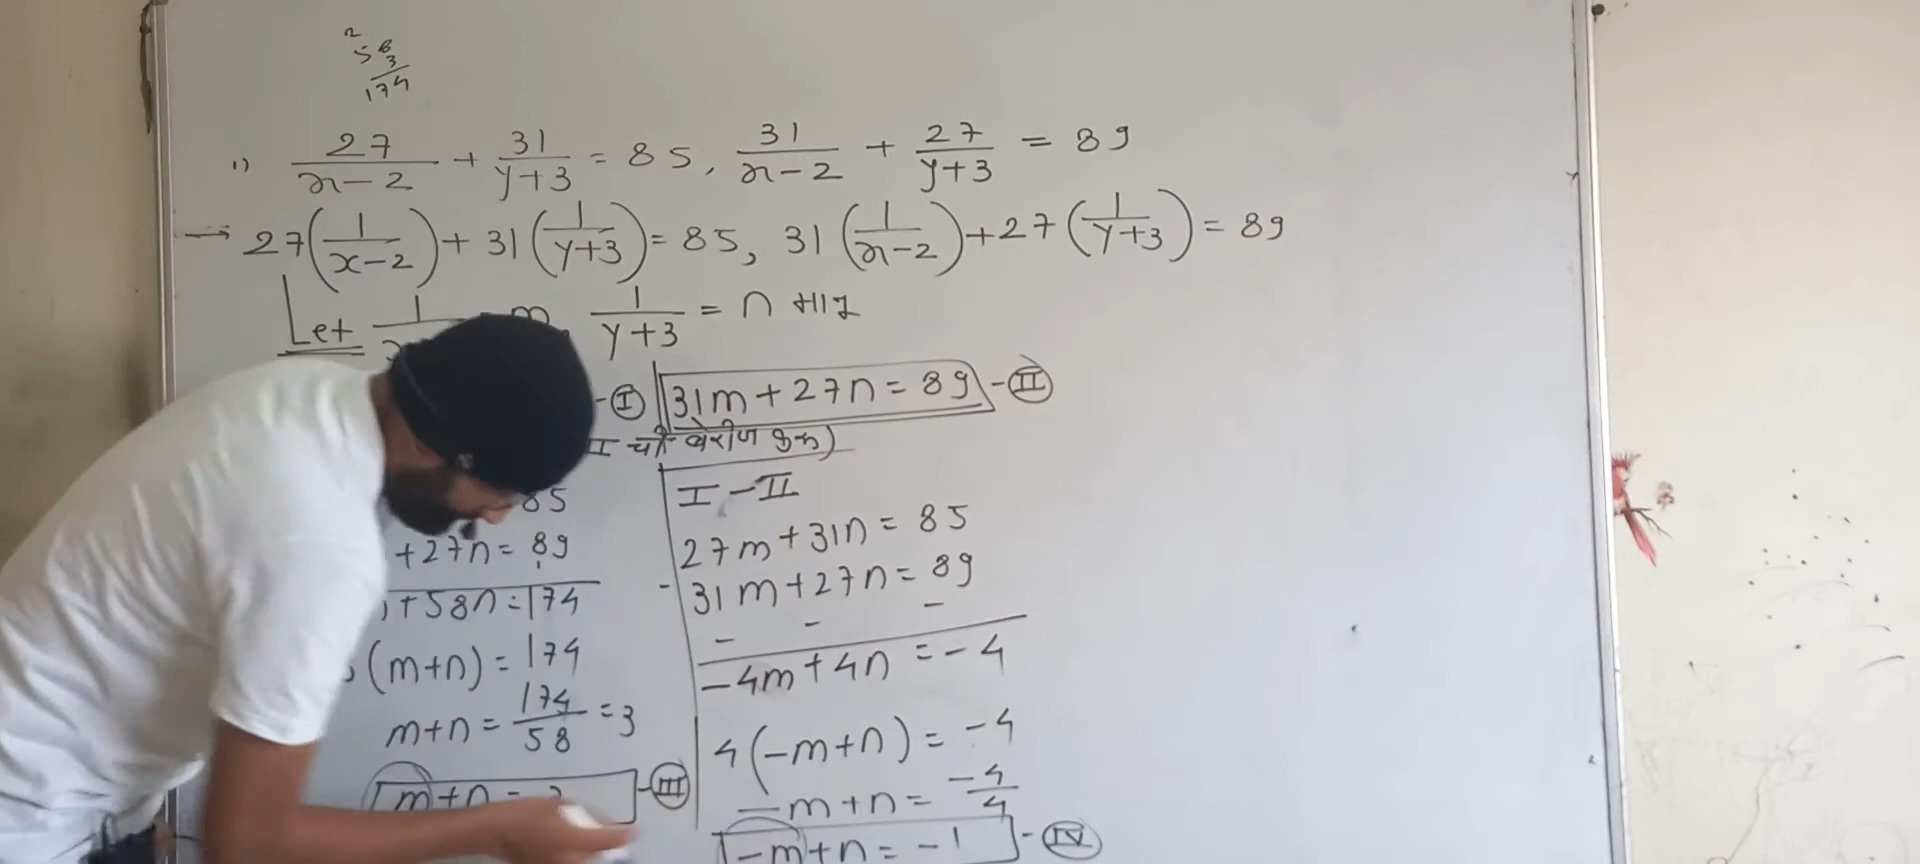 2
58
3
174
1) 27/(x-2) + 31/(y+3) = 85, 31/(x-2) + 27/(y+3) = 89
→ 27(1/(x-2)) + 31(1/(y+3)) = 85, 31(1/(x-2)) + 27(1/(y+3)) = 89
Let 1/ m, 1/(y+3) = n
- I 31m + 27n = 89 - II
I ची बेरीज करू)
85
+27n = 89
+58n = 174
(m+n) = 174
m+n = 174/58 = 3
m+n = - III
I - II
27m + 31n = 85
- 31m + 27n = 89
- - -
-4m + 4n = -4
4(-m+n) = -4
-m+n = -4/4
-m+n = -1 - IV